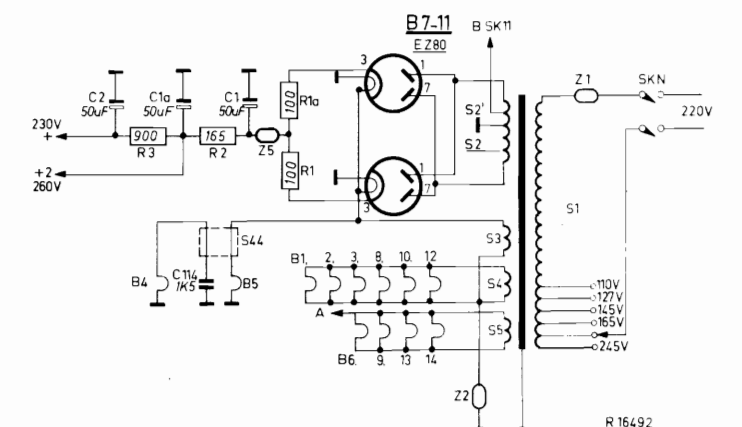 B7-11
EZ80
B SK11
3
1
7
C2
50uF
C1a
50uF
C1
50uF
R1a
100
S2'
S2
Z1
SKN
220V
230V
+
900
R3
165
R2
Z5
100
R1
+2
260V
1
7
3
S1
S44
S3
B4
C114
1K5
B5
B1,
2,
3,
8,
10,
12
S4
A
S5
B6,
9,
13
14
110V
127V
145V
165V
245V
Z2
R 16492